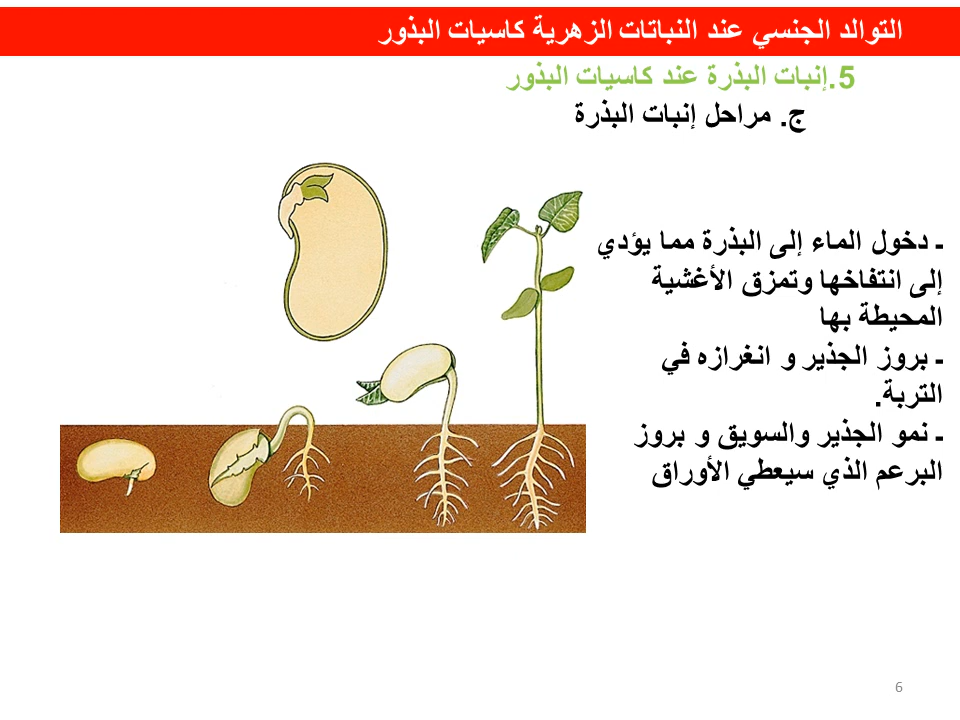 التوالد الجنسي عند النباتات الزهرية كاسيات البذور
5.إنبات البذرة عند كاسيات البذور
ج. مراحل إنبات البذرة
ـ دخول الماء إلى البذرة مما يؤدي
إلى انتفاخها وتمزق الأغشية
المحيطة بها
ـ بروز الجذير و انغرازه في
التربة.
ـ نمو الجذير والسويق و بروز
البرعم الذي سيعطي الأوراق
6